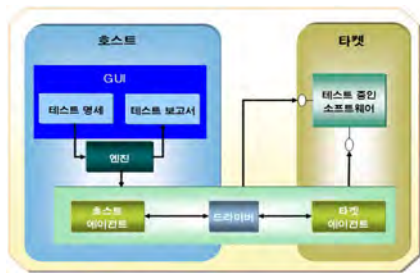 호스트
타켓
GUI
테스트 명세
테스트 보고서
테스트 중인
소프트웨어
엔진
호스트
에이전트
드라이버
타켓
에이전트